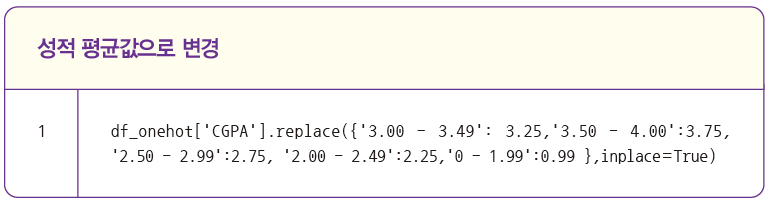 성적 평균값으로 변경
1 df_onehot['CGPA'].replace({'3.00 - 3.49': 3.25,'3.50 - 4.00':3.75,
'2.50 - 2.99':2.75, '2.00 - 2.49':2.25,'0 - 1.99':0.99 },inplace=True)